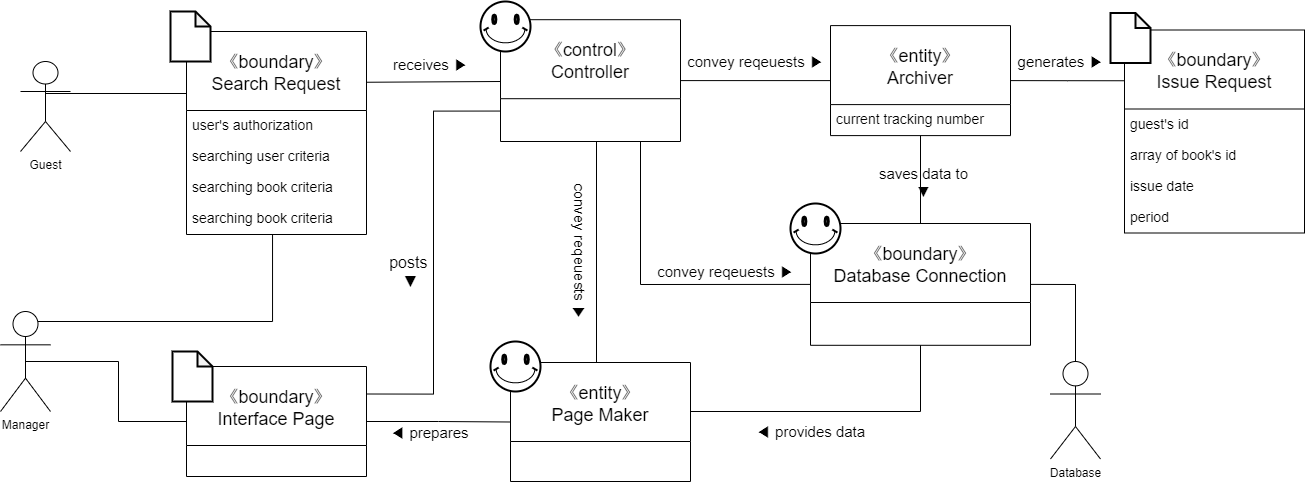 Guest
《boundary》
Search Request
user's authorization
searching user criteria
searching book criteria
searching book criteria
receives
《control》
Controller
convey reqeuests
《entity》
Archiver
current tracking number
generates
《boundary》
Issue Request
guest's id
array of book's id
issue date
period
saves data to
posts
convey reqeuests
convey reqeuests
《boundary》
Database Connection
Manager
《boundary》
Interface Page
prepares
《entity》
Page Maker
provides data
Database